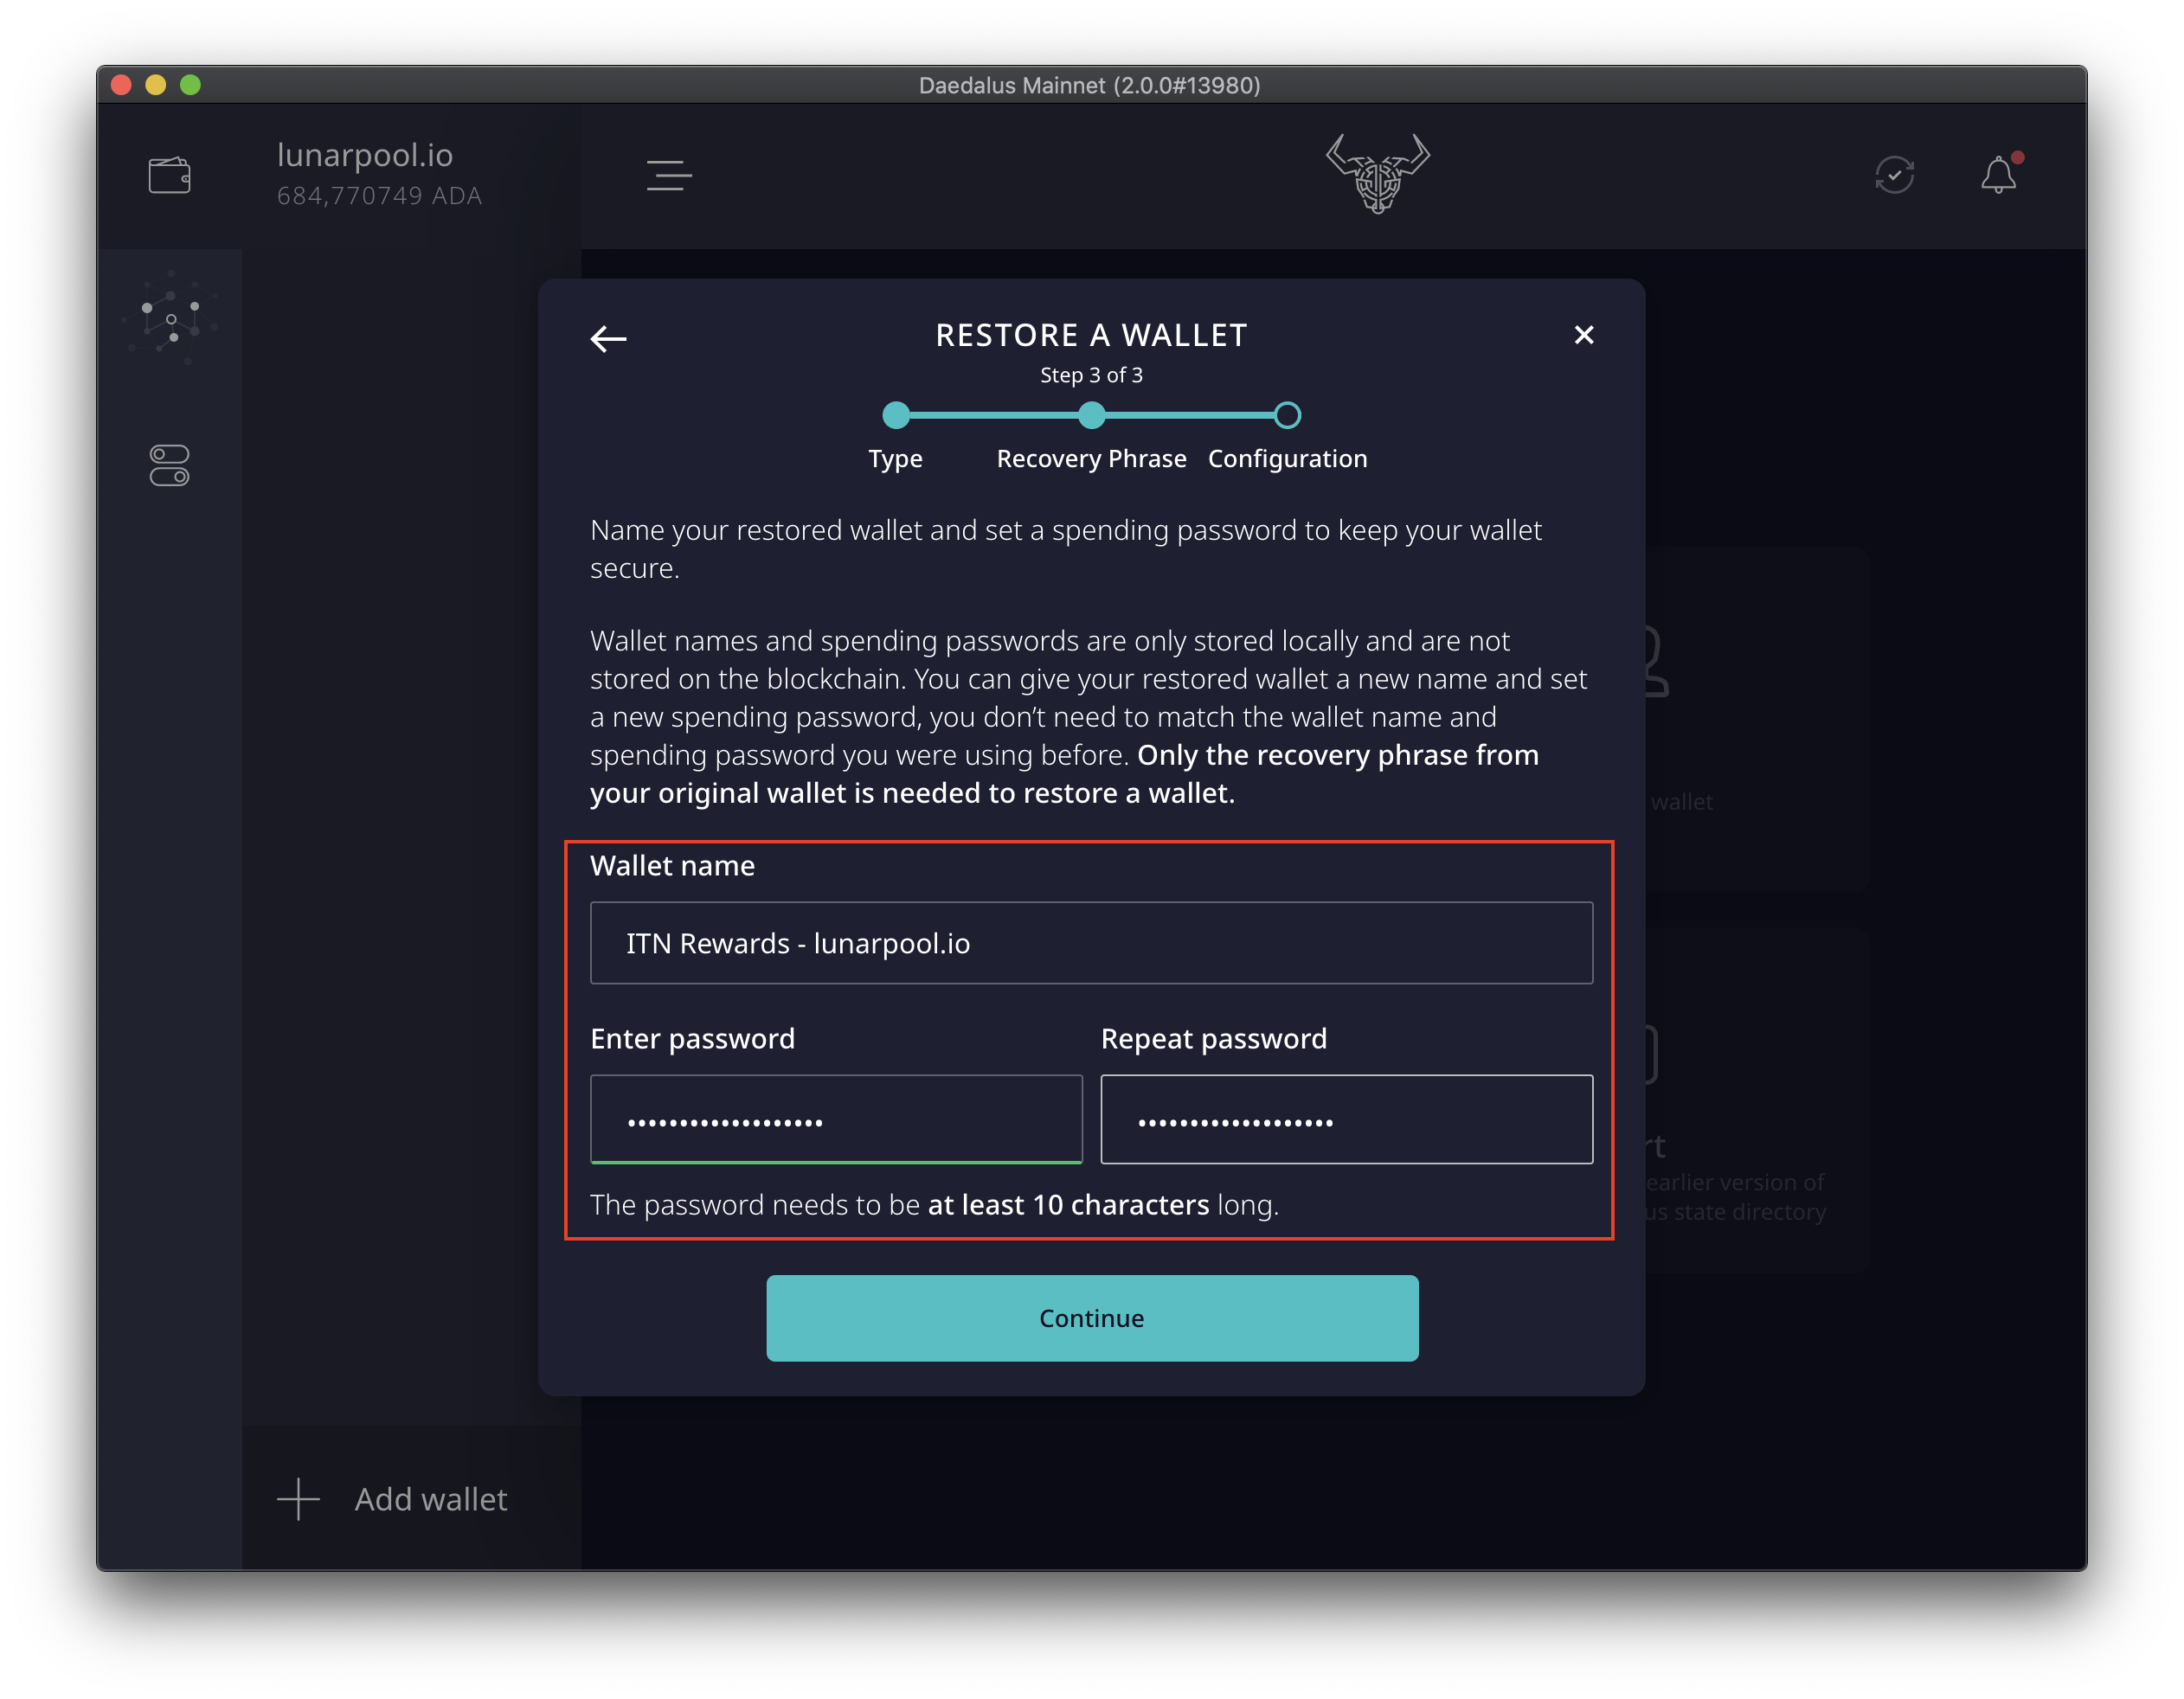 Daedalus Mainnet (2.0.0#13980)
lunarpool.io
684,770749 ADA
RESTORE A WALLET
Step 3 of 3
Type Recovery Phrase Configuration
Name your restored wallet and set a spending password to keep your wallet
secure.
Wallet names and spending passwords are only stored locally and are not
stored on the blockchain. You can give your restored wallet a new name and set
a new spending password, you don’t need to match the wallet name and
spending password you were using before. Only the recovery phrase from
your original wallet is needed to restore a wallet.
wallet
Wallet name
ITN Rewards - lunarpool.io
Enter password Repeat password
••••••••••••••••••• •••••••••••••••••••
The password needs to be at least 10 characters long.
rt
earlier version of
us state directory
Continue
Add wallet